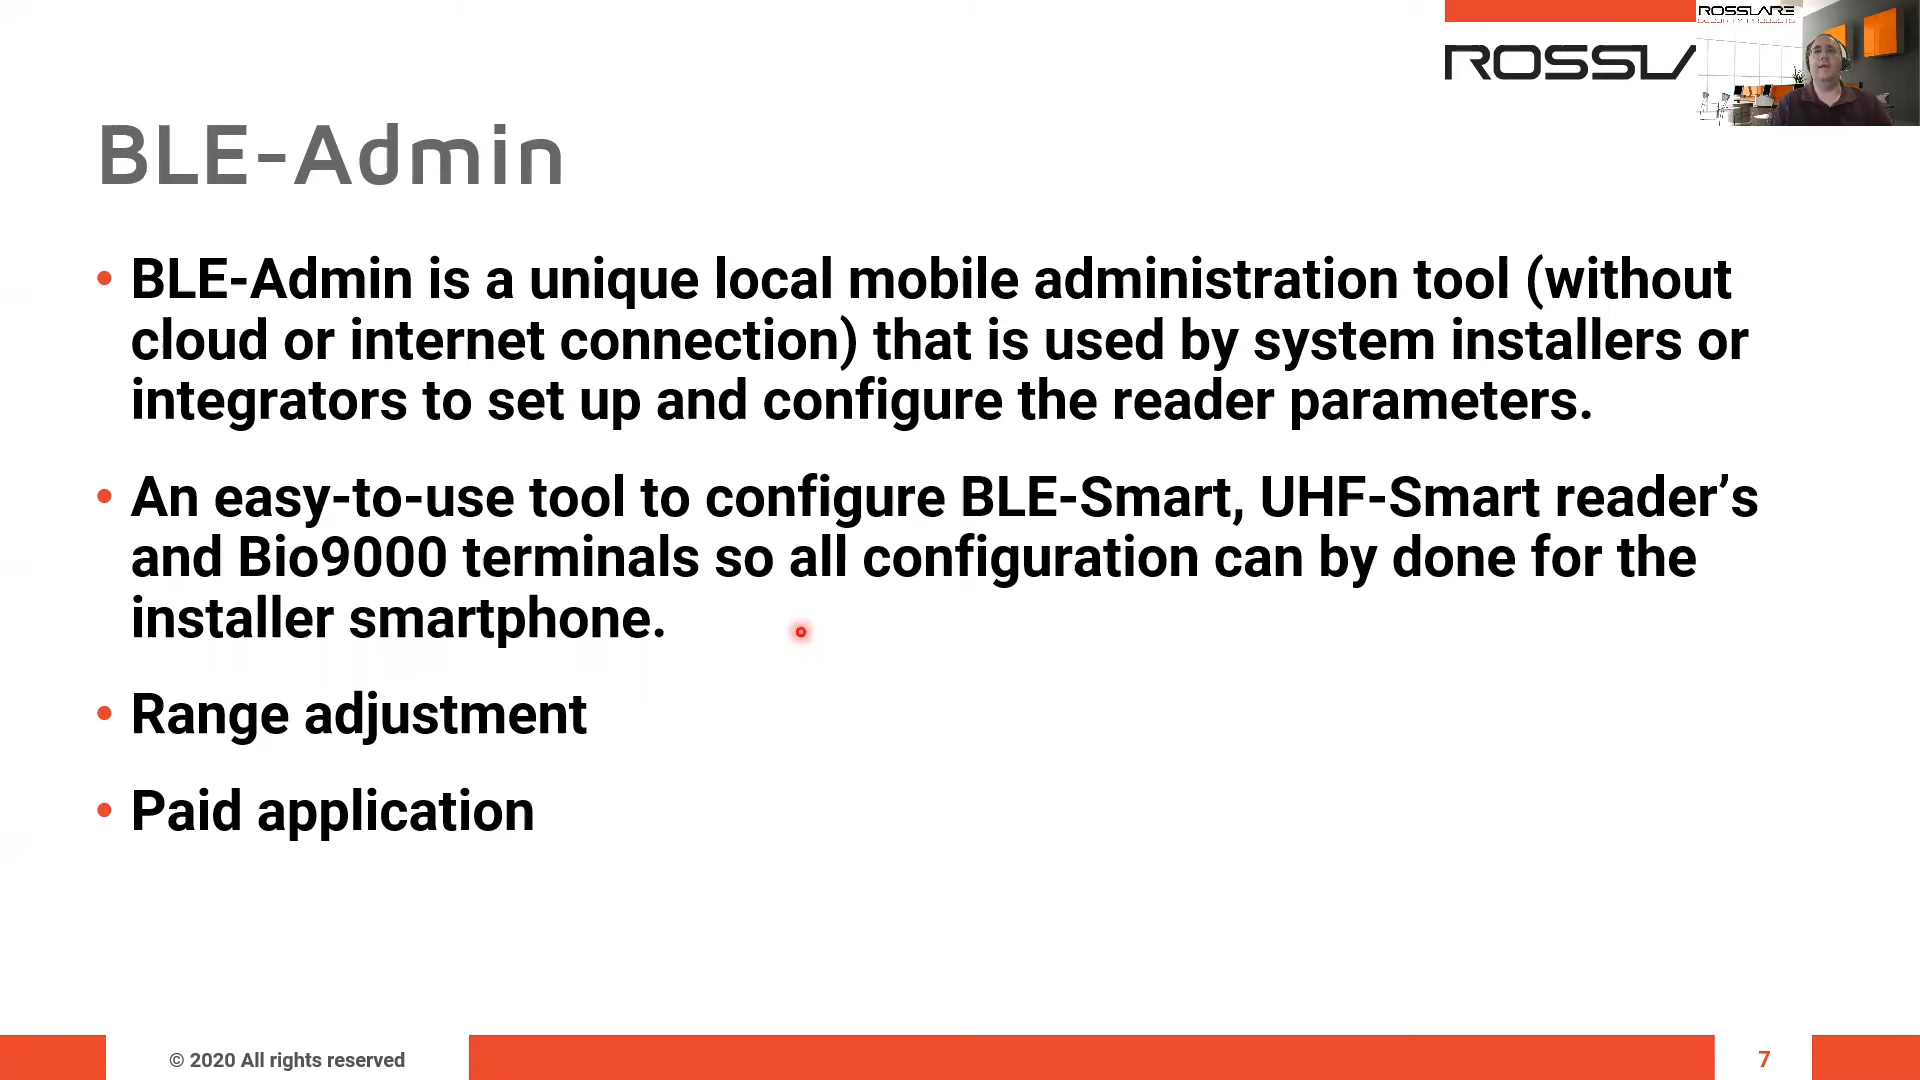 ROSSLARE
SECURITY PRODUCTS
ROSSL
BLE-Admin
• BLE-Admin is a unique local mobile administration tool (without
cloud or internet connection) that is used by system installers or
integrators to set up and configure the reader parameters.
• An easy-to-use tool to configure BLE-Smart, UHF-Smart reader’s
and Bio9000 terminals so all configuration can by done for the
installer smartphone.
• Range adjustment
• Paid application
© 2020 All rights reserved
7